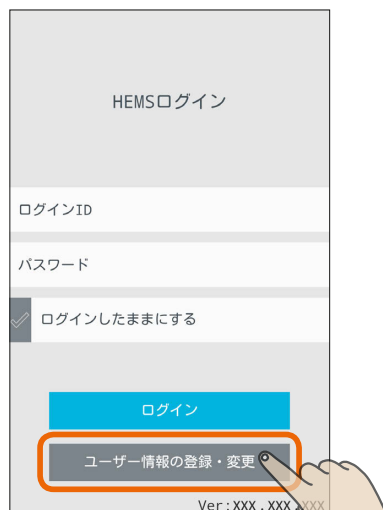 HEMSログイン
ログインID
パスワード
ログインしたままにする
ログイン
ユーザー情報の登録・変更
Ver:XXX.XXX.XXX